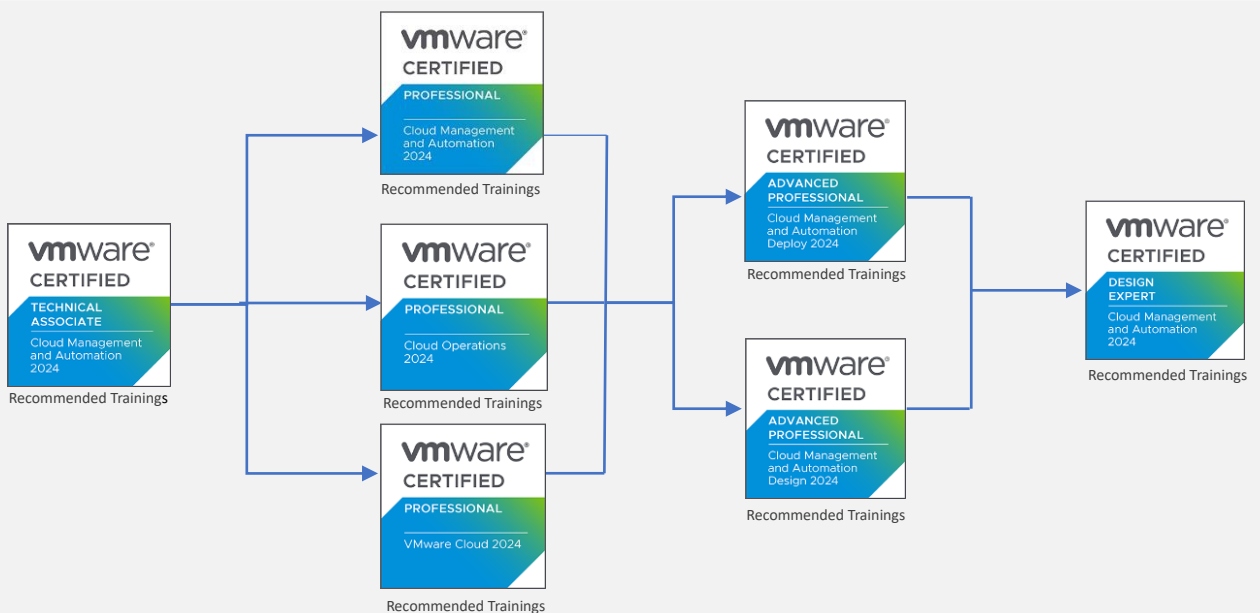 vmware®
CERTIFIED
TECHNICAL
ASSOCIATE
Cloud Management
and Automation
2024
Recommended Trainings
vmware®
CERTIFIED
PROFESSIONAL
Cloud Management
and Automation
2024
Recommended Trainings
vmware®
CERTIFIED
PROFESSIONAL
Cloud Operations
2024
Recommended Trainings
vmware®
CERTIFIED
PROFESSIONAL
VMware Cloud 2024
Recommended Trainings
vmware®
CERTIFIED
ADVANCED
PROFESSIONAL
Cloud Management
and Automation
Deploy 2024
Recommended Trainings
vmware®
CERTIFIED
ADVANCED
PROFESSIONAL
Cloud Management
and Automation
Design 2024
Recommended Trainings
vmware®
CERTIFIED
DESIGN
EXPERT
Cloud Management
and Automation
2024
Recommended Trainings